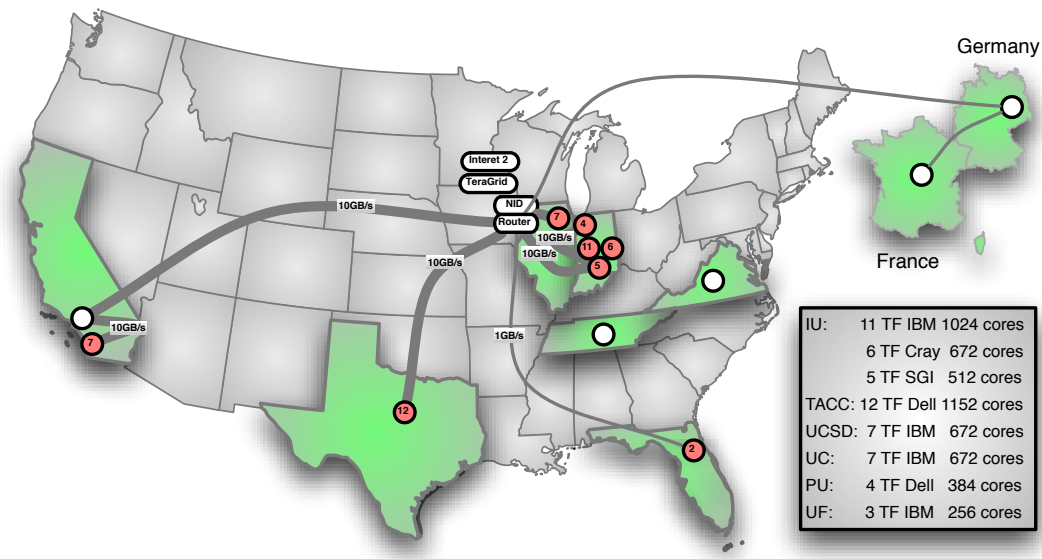 Germany
Interet 2
TeraGrid
NID
Router
10GB/s
7
4
10GB/s
11
6
10GB/s
5
10GB/s
France
10GB/s
7
1GB/s
12
2
IU: 11 TF IBM 1024 cores
6 TF Cray 672 cores
5 TF SGI 512 cores
TACC: 12 TF Dell 1152 cores
UCSD: 7 TF IBM 672 cores
UC: 7 TF IBM 672 cores
PU: 4 TF Dell 384 cores
UF: 3 TF IBM 256 cores